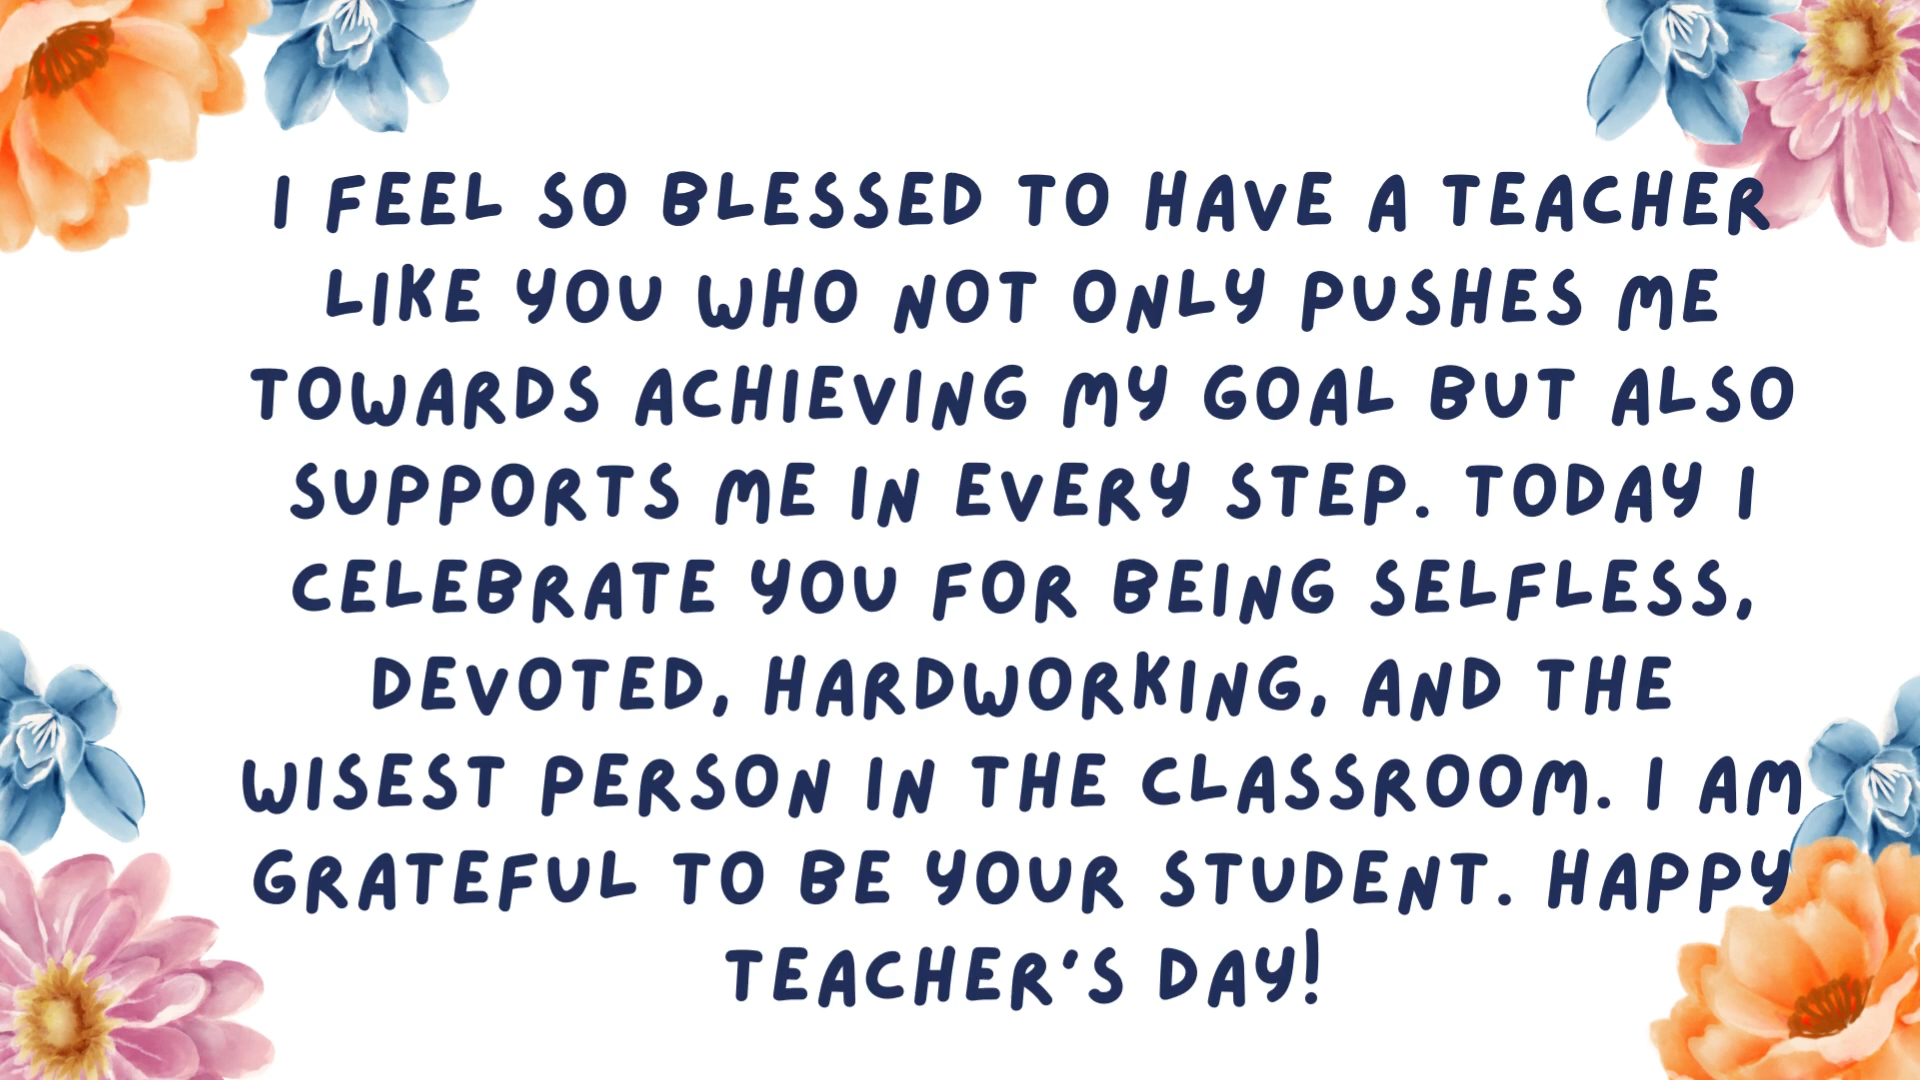 I FEEL SO BLESSED TO HAVE A TEACHER
LIKE YOU WHO NOT ONLY PUSHES ME
TOWARDS ACHIEVING MY GOAL BUT ALSO
SUPPORTS ME IN EVERY STEP. TODAY I
CELEBRATE YOU FOR BEING SELFLESS,
DEVOTED, HARDWORKING, AND THE
WISEST PERSON IN THE CLASSROOM. I AM
GRATEFUL TO BE YOUR STUDENT. HAPPY
TEACHER'S DAY!